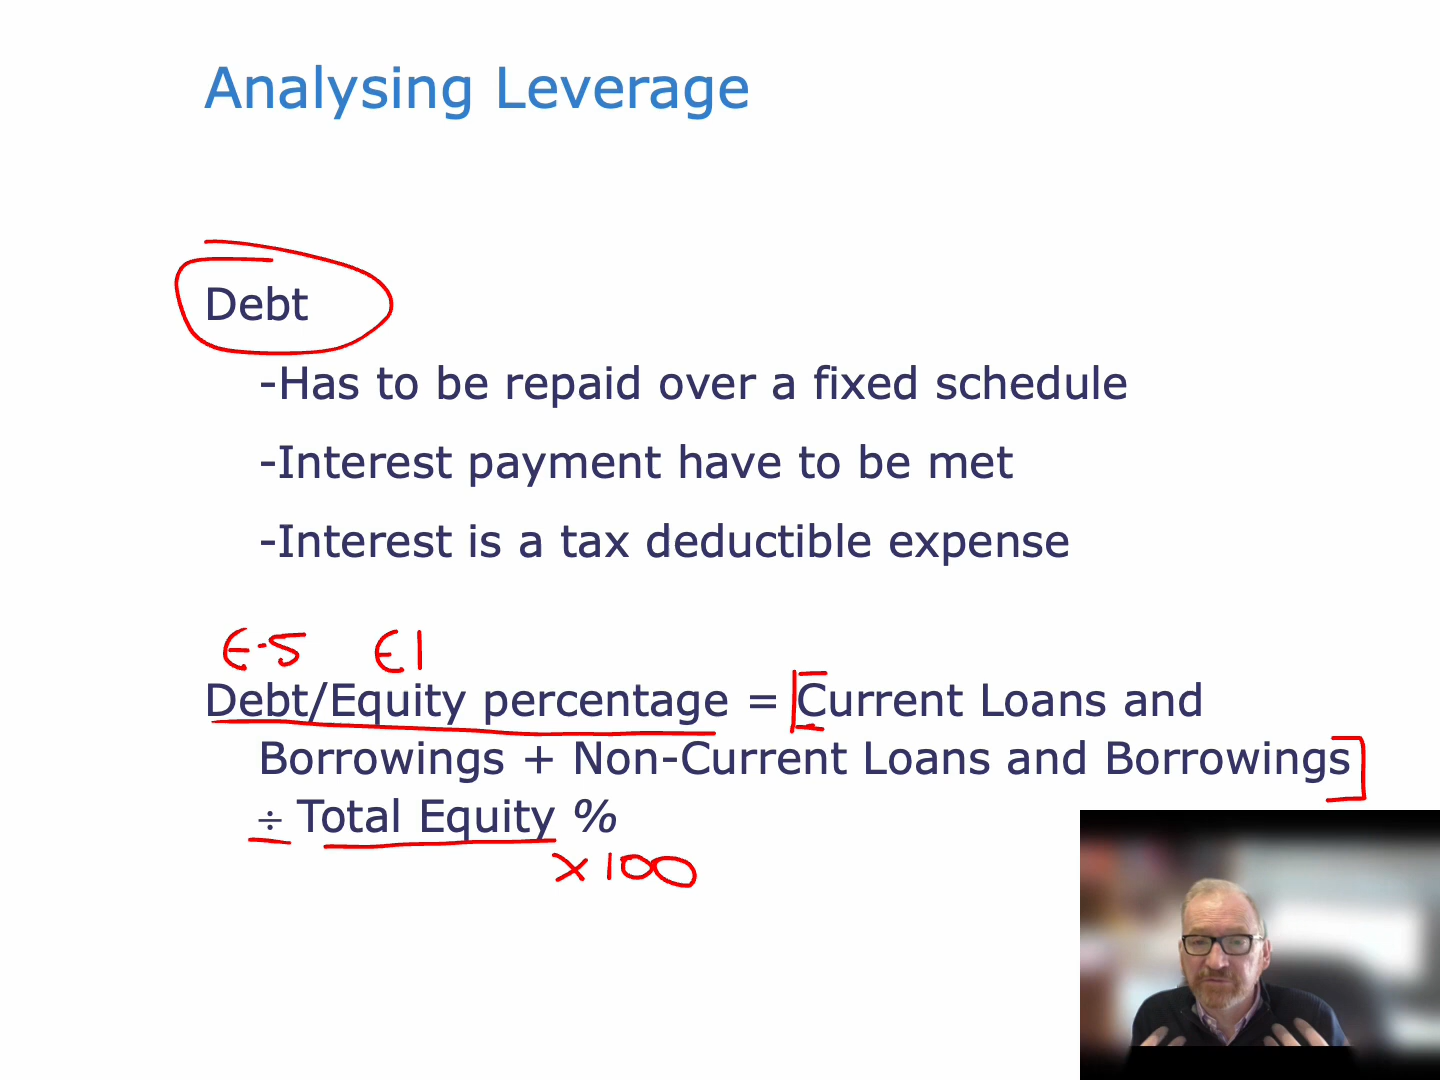 Analysing Leverage
Debt
-Has to be repaid over a fixed schedule
-Interest payment have to be met
-Interest is a tax deductible expense
€.5 €1
Debt/Equity percentage = Current Loans and
Borrowings + Non-Current Loans and Borrowings
÷ Total Equity %
x100